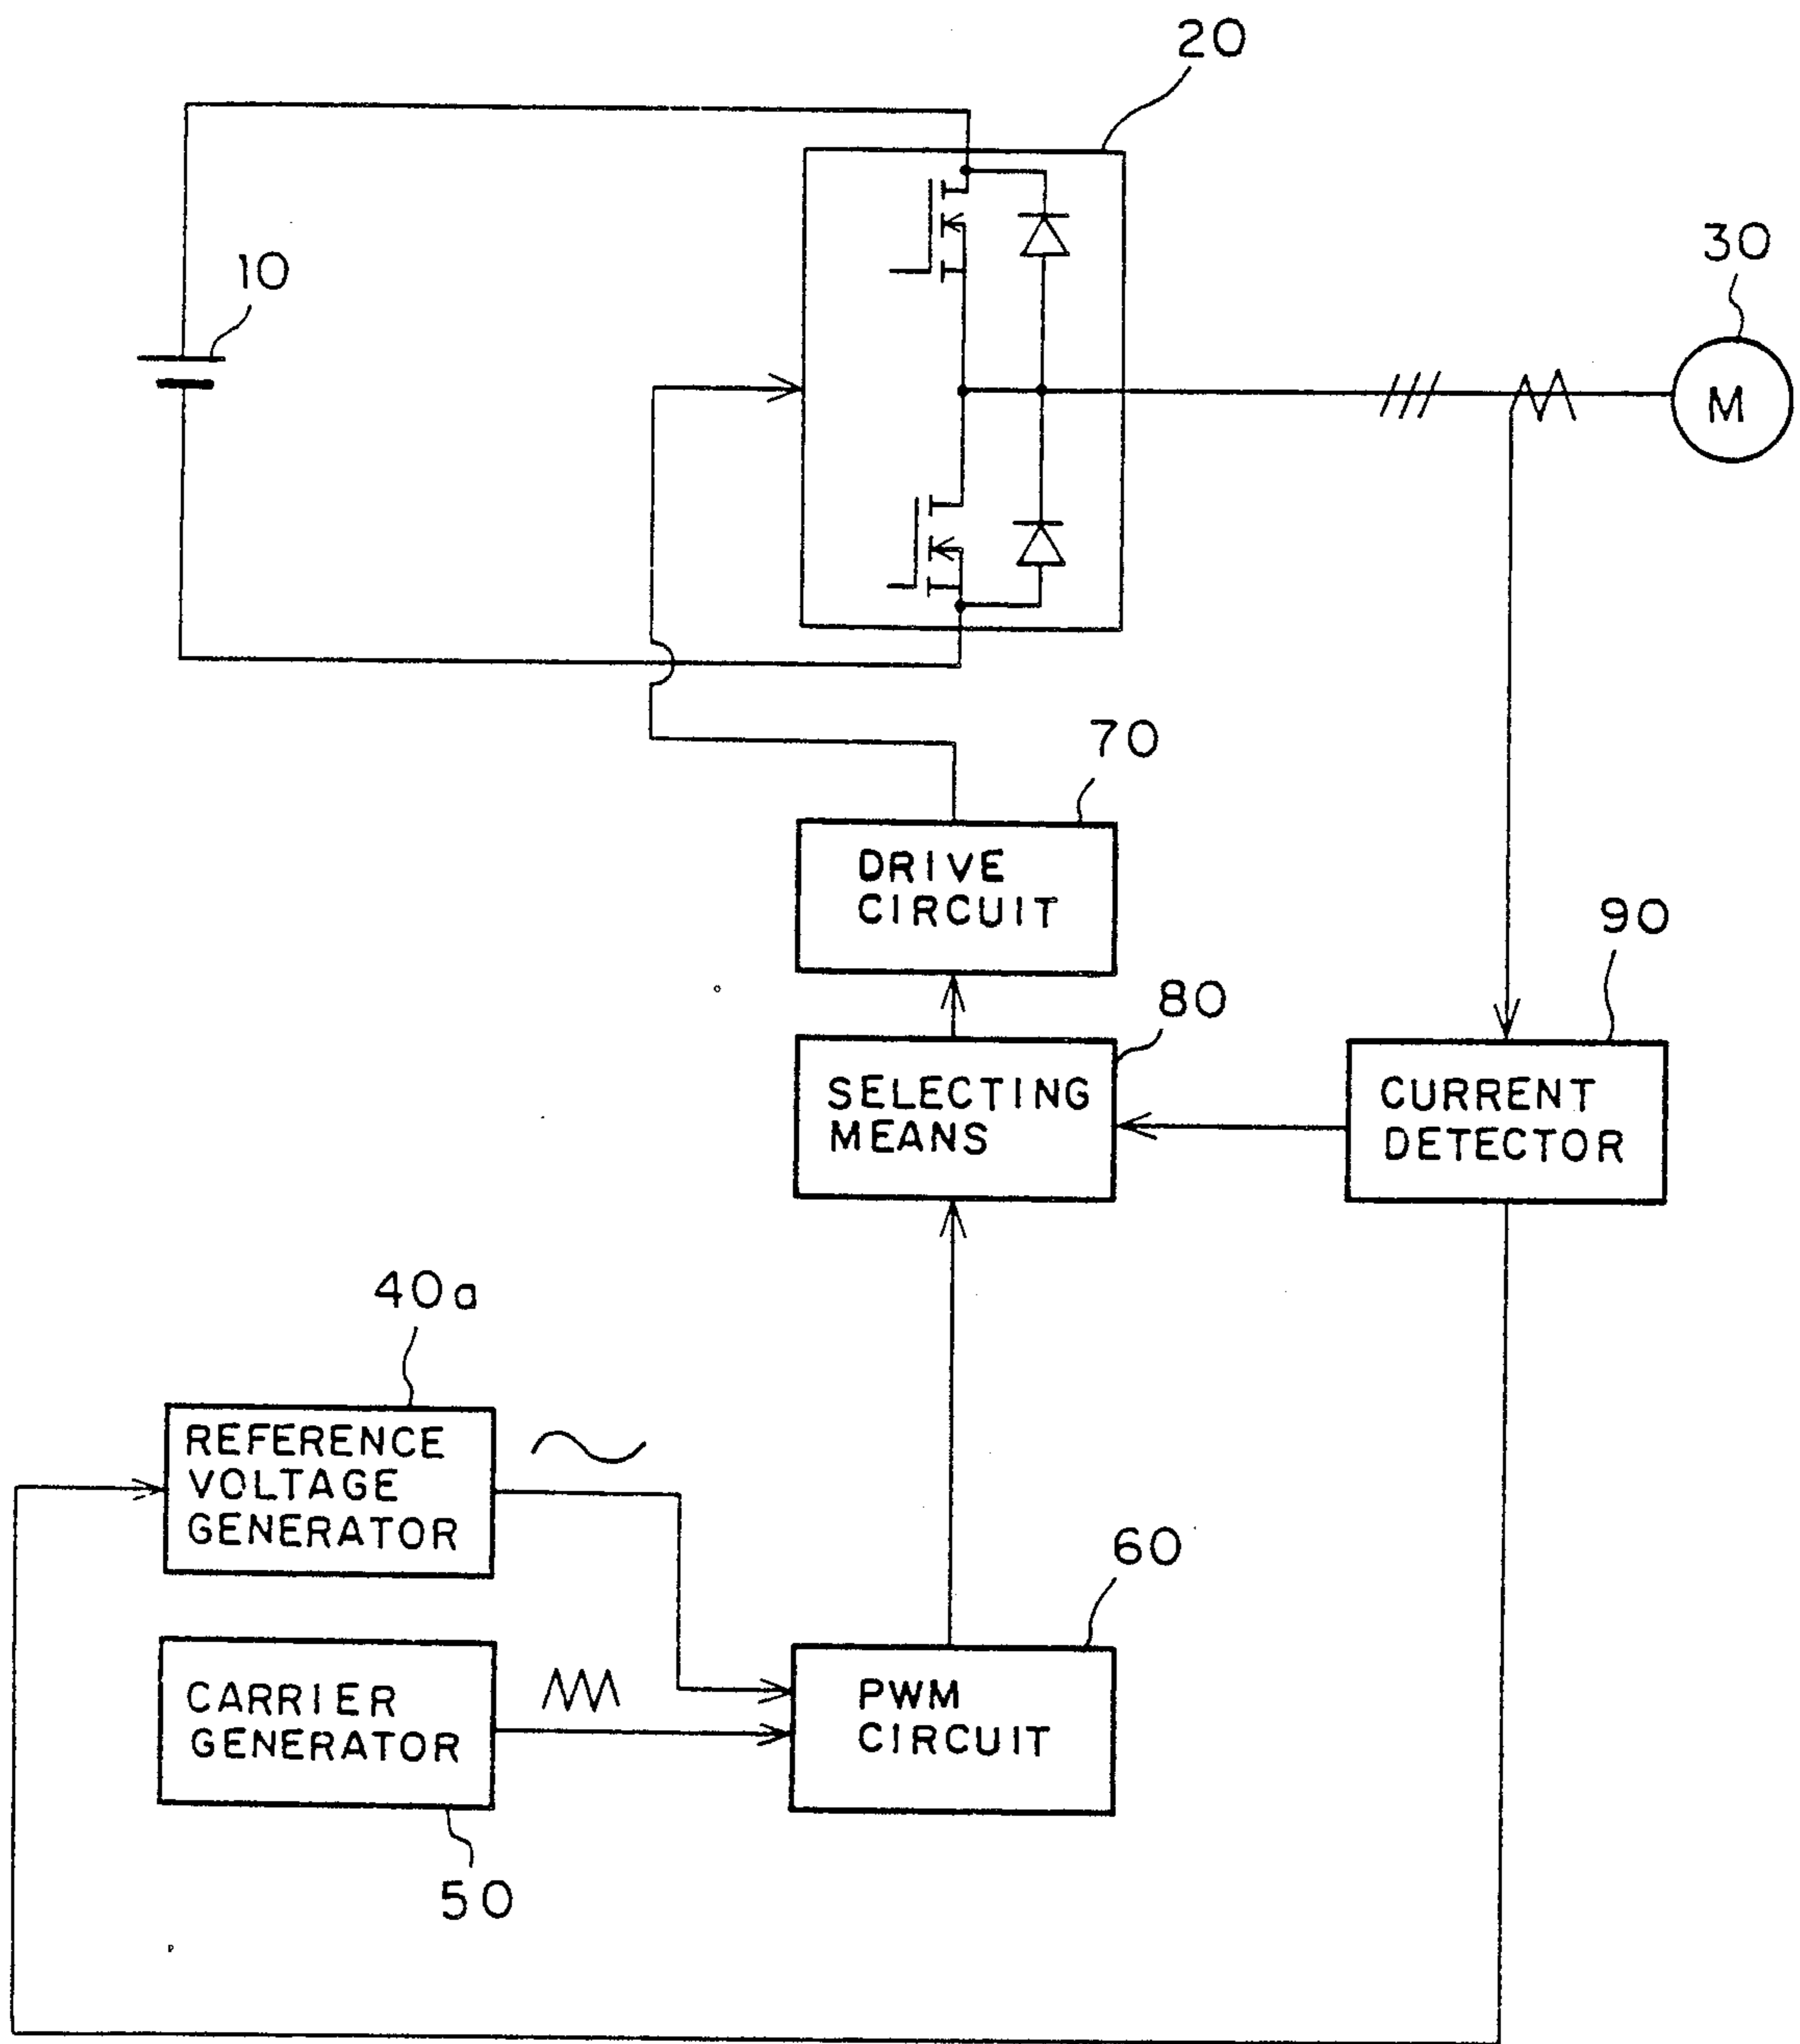 20
10
30
M
70
DRIVE
CIRCUIT
90
80
SELECTING
MEANS
CURRENT
DETECTOR
40a
REFERENCE
VOLTAGE
GENERATOR
60
CARRIER
GENERATOR
PWM
CIRCUIT
50